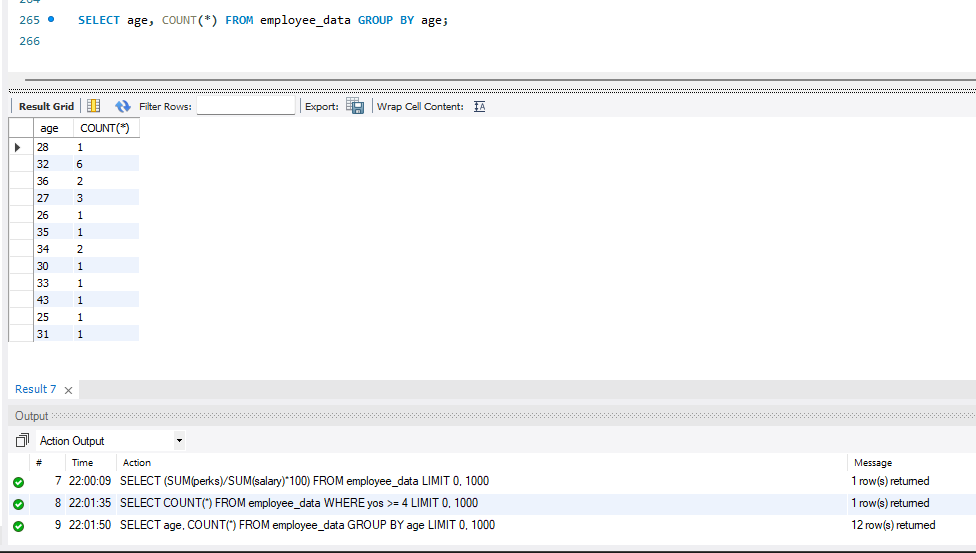 264
265 SELECT age, COUNT(*) FROM employee_data GROUP BY age;
266
Result Grid Filter Rows: Export: Wrap Cell Content:
age COUNT(*)
28 1
32 6
36 2
27 3
26 1
35 1
34 2
30 1
33 1
43 1
25 1
31 1
Result 7
Output
Action Output
# Time Action Message
7 22:00:09 SELECT (SUM(perks)/SUM(salary)*100) FROM employee_data LIMIT 0, 1000 1 row(s) returned
8 22:01:35 SELECT COUNT(*) FROM employee_data WHERE yos >= 4 LIMIT 0, 1000 1 row(s) returned
9 22:01:50 SELECT age, COUNT(*) FROM employee_data GROUP BY age LIMIT 0, 1000 12 row(s) returned